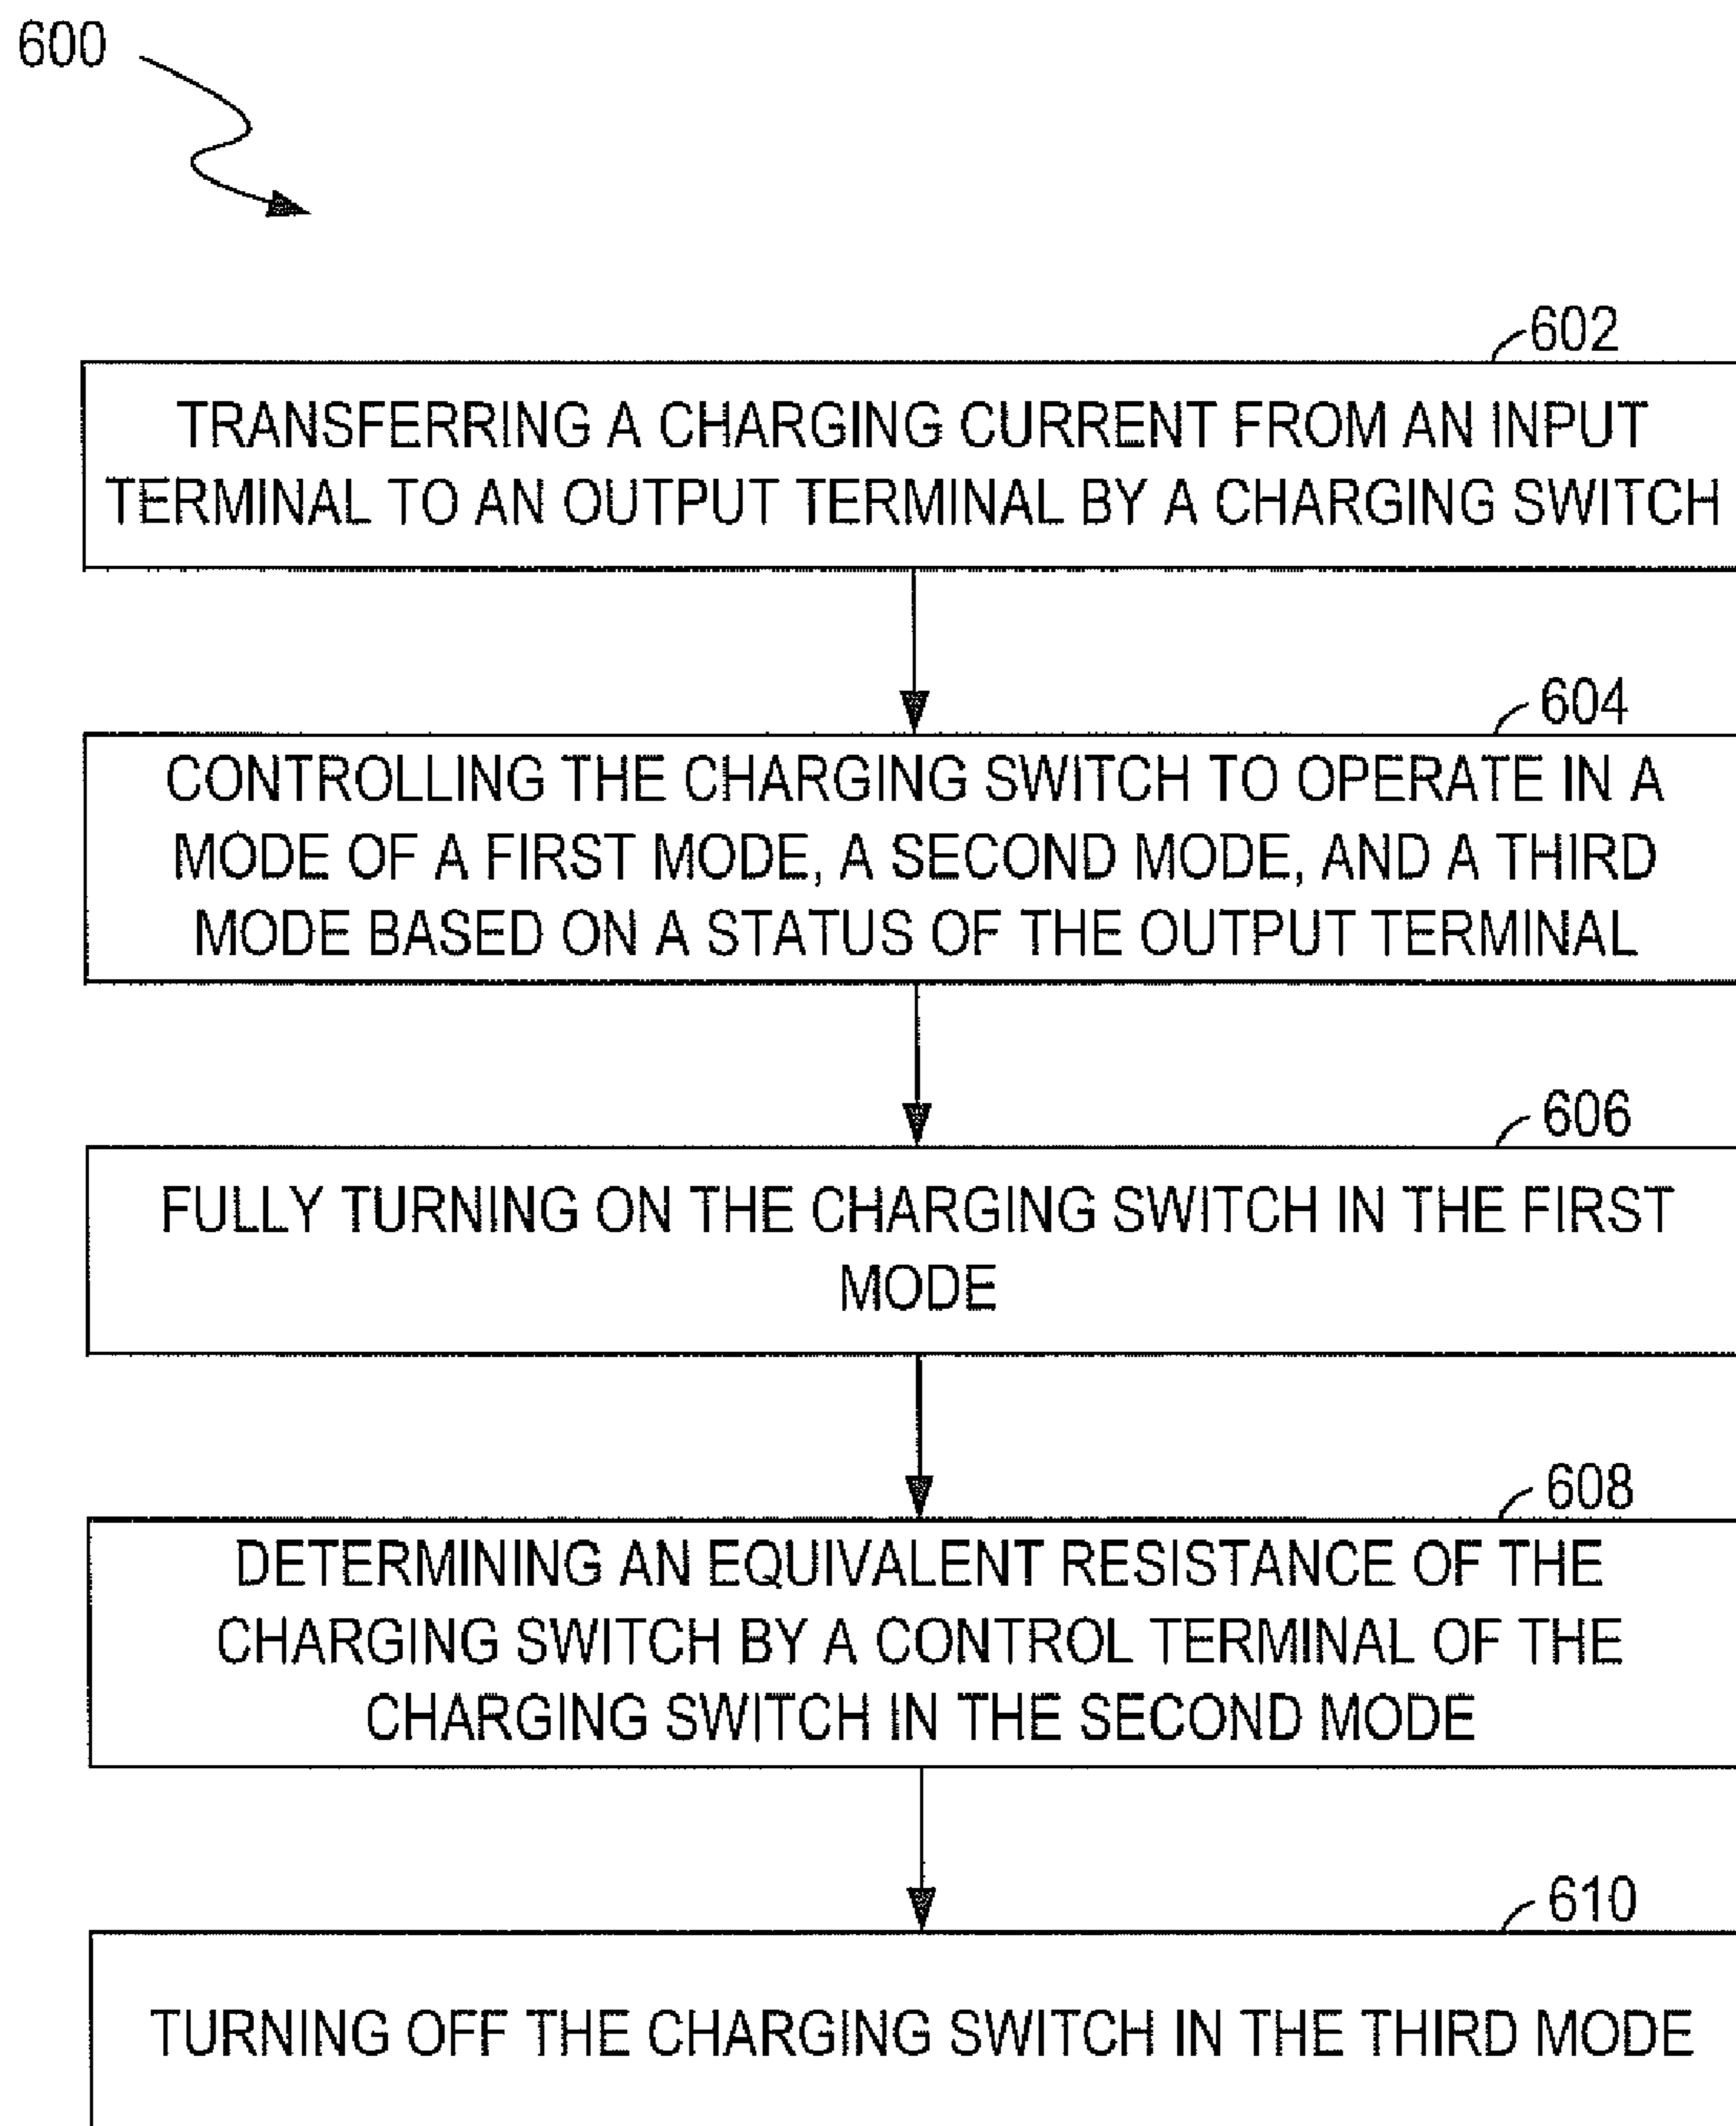 600
602
TRANSFERRING A CHARGING CURRENT FROM AN INPUT
TERMINAL TO AN OUTPUT TERMINAL BY A CHARGING SWITCH
604
CONTROLLING THE CHARGING SWITCH TO OPERATE IN A
MODE OF A FIRST MODE, A SECOND MODE, AND A THIRD
MODE BASED ON A STATUS OF THE OUTPUT TERMINAL
606
FULLY TURNING ON THE CHARGING SWITCH IN THE FIRST
MODE
608
DETERMINING AN EQUIVALENT RESISTANCE OF THE
CHARGING SWITCH BY A CONTROL TERMINAL OF THE
CHARGING SWITCH IN THE SECOND MODE
610
TURNING OFF THE CHARGING SWITCH IN THE THIRD MODE